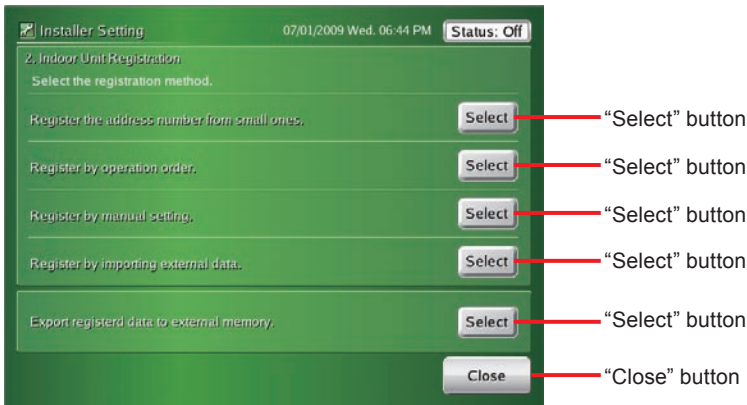 Installer Setting 07/01/2009 Wed. 06:44 PM Status: Off
2. Indoor Unit Registration
Select the registration method.
Register the address number from small ones. Select “Select” button
Register by operation order. Select “Select” button
Register by manual setting. Select “Select” button
Register by importing external data. Select “Select” button
Export registerd data to external memory. Select “Select” button
Close “Close” button